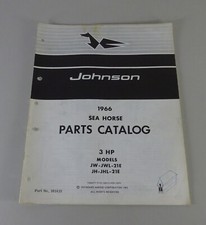 Johnson
1966
SEA HORSE
PARTS CATALOG
3 HP
MODELS
JW-JWL-21E
JH-JHL-21E